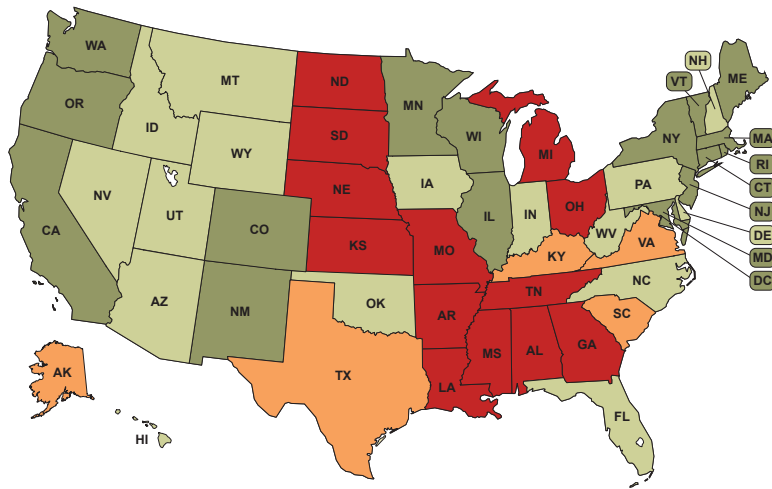 NH
WA
VT
ME
MT
ND
OR
MN
ID
SD
WI
NY
MA
MI
WY
RI
NE
IA
PA
CT
NV
NJ
IL
IN
OH
UT
DE
CA
CO
WV
KS
MO
VA
MD
KY
DC
TN
NC
AZ
OK
NM
AR
SC
MS
AL
GA
AK
TX
LA
FL
HI